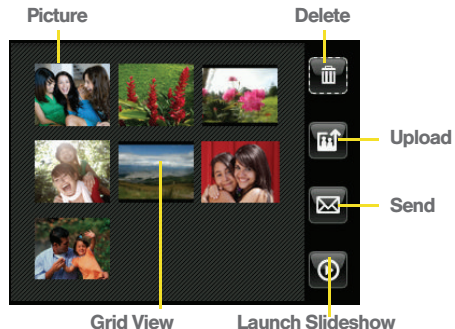 Picture
Delete
Upload
Send
Grid View
Launch Slideshow